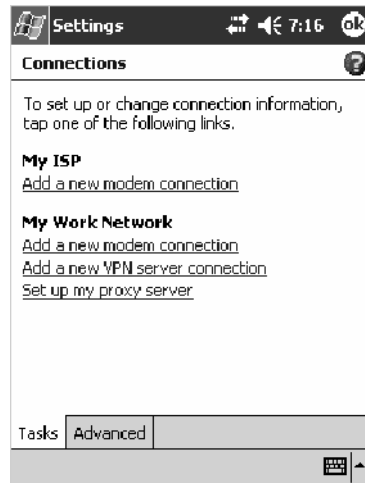 Settings 7:16 ok
Connections ?
To set up or change connection information,
tap one of the following links.
My ISP
Add a new modem connection
My Work Network
Add a new modem connection
Add a new VPN server connection
Set up my proxy server
Tasks Advanced